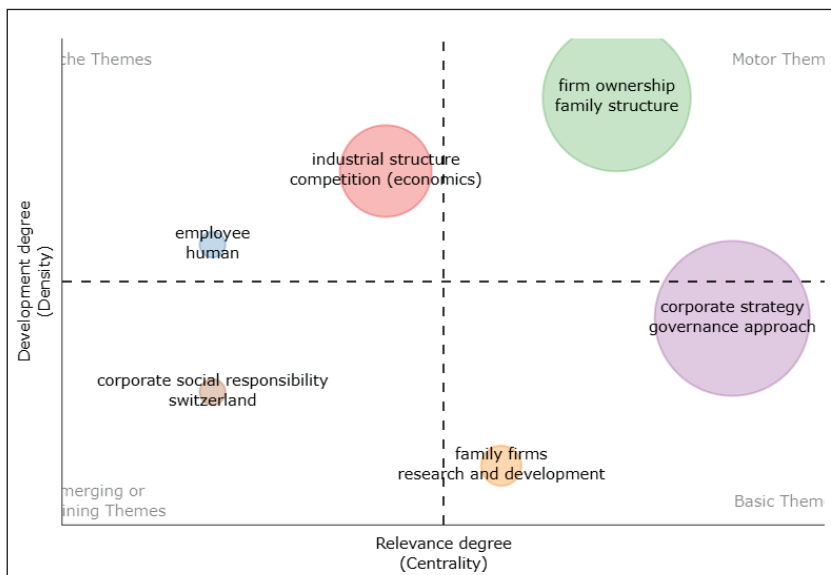 che Themes
Motor Them
firm ownership
family structure
industrial structure
competition (economics)
employee
human
Development degree
(Density)
corporate strategy
governance approach
corporate social responsibility
switzerland
family firms
research and development
merging or
ining Themes
Basic Theme
Relevance degree
(Centrality)